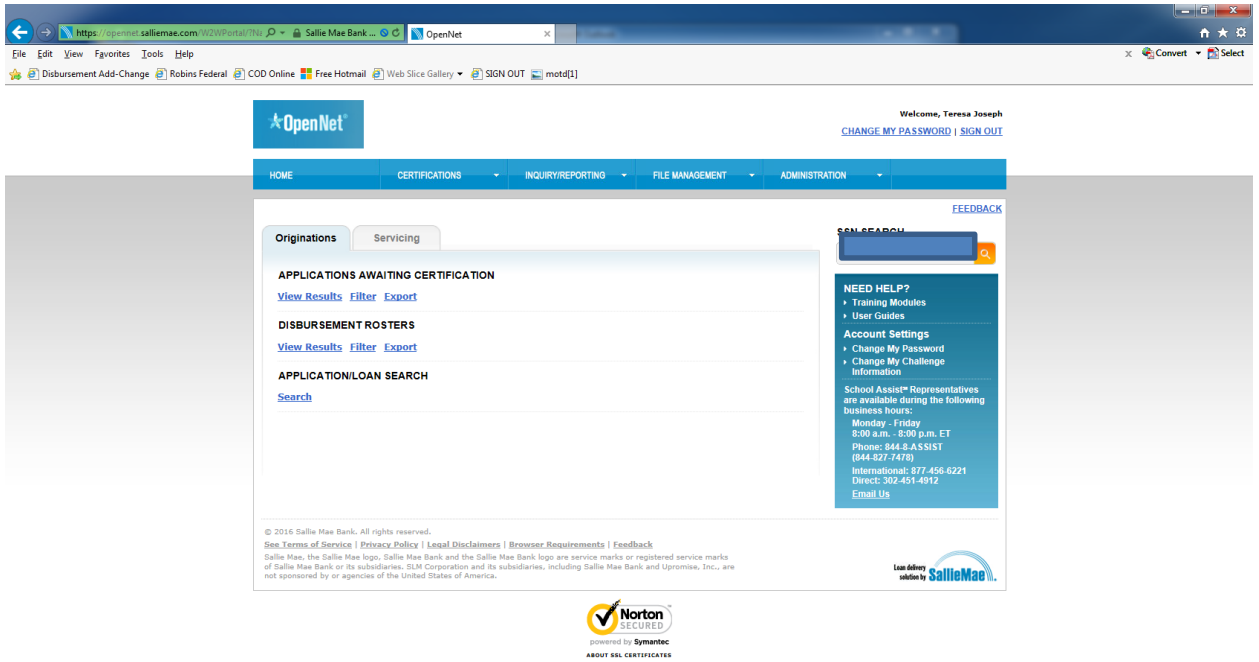 https://opennet.salliemae.com/W2WPortal/?Na
Sallie Mae Bank ...
OpenNet
File Edit View Favorites Tools Help
x Convert Select
Disbursement Add-Change Robins Federal COD Online Free Hotmail Web Slice Gallery SIGN OUT motd[1]
OpenNet®
Welcome, Teresa Joseph
CHANGE MY PASSWORD | SIGN OUT
HOME CERTIFICATIONS INQUIRY/REPORTING FILE MANAGEMENT ADMINISTRATION
FEEDBACK
Originations Servicing
SSN SEARCH
APPLICATIONS AWAITING CERTIFICATION
View Results Filter Export
DISBURSEMENT ROSTERS
View Results Filter Export
APPLICATION/LOAN SEARCH
Search
NEED HELP?
Training Modules
User Guides
Account Settings
Change My Password
Change My Challenge
Information
School Assist℠ Representatives
are available during the following
business hours:
Monday - Friday
8:00 a.m. - 8:00 p.m. ET
Phone: 844-8-ASSIST
(844-827-7478)
International: 877-456-6221
Direct: 302-451-4912
Email Us
© 2016 Sallie Mae Bank. All rights reserved.
See Terms of Service | Privacy Policy | Legal Disclaimers | Browser Requirements | Feedback
Sallie Mae, the Sallie Mae logo, Sallie Mae Bank and the Sallie Mae Bank logo are service marks or registered service marks
of Sallie Mae Bank or its subsidiaries. SLM Corporation and its subsidiaries, including Sallie Mae Bank and Upromise, Inc., are
not sponsored by or agencies of the United States of America.
Loan delivery
solution by SallieMae
Norton
SECURED
powered by Symantec
ABOUT SSL CERTIFICATES